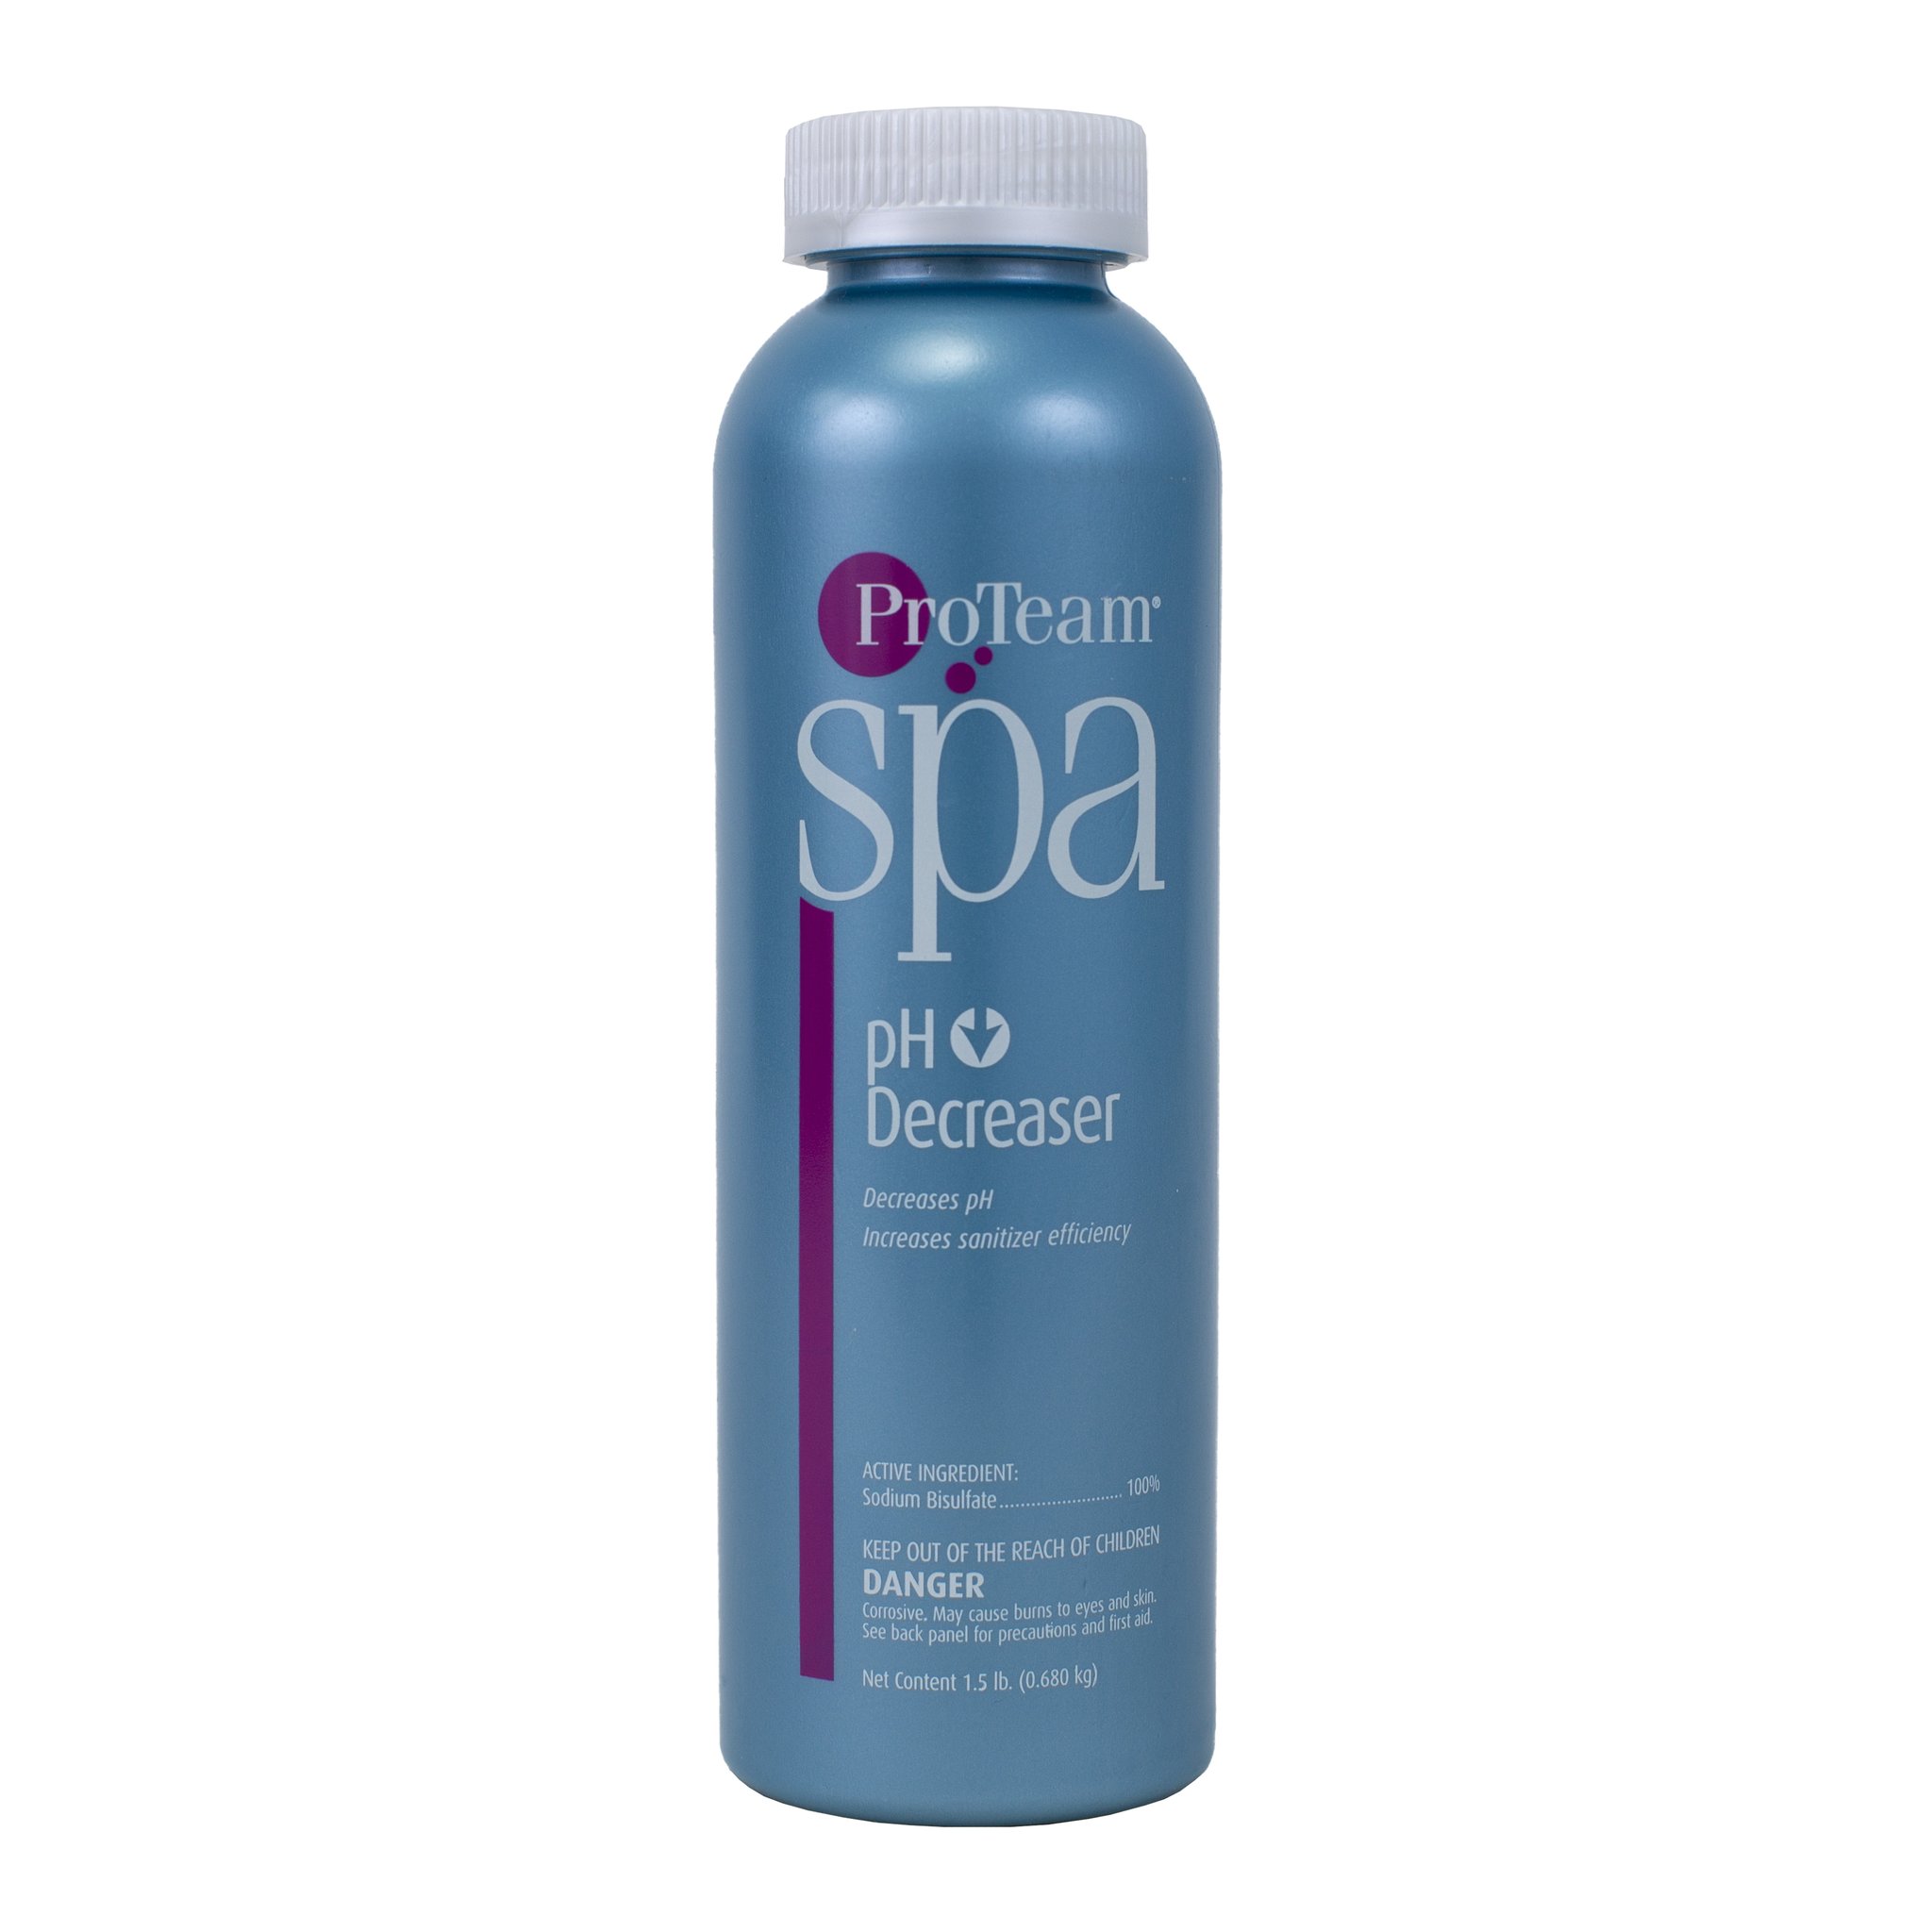 ProTeam®
spa
pH
Decreaser
Decreases pH
Increases sanitizer efficiency
ACTIVE INGREDIENT:
Sodium Bisulfate........................ 100%
KEEP OUT OF THE REACH OF CHILDREN
DANGER
Corrosive. May cause burns to eyes and skin.
See back panel for precautions and first aid.
Net Content 1.5 lb. (0.680 kg)